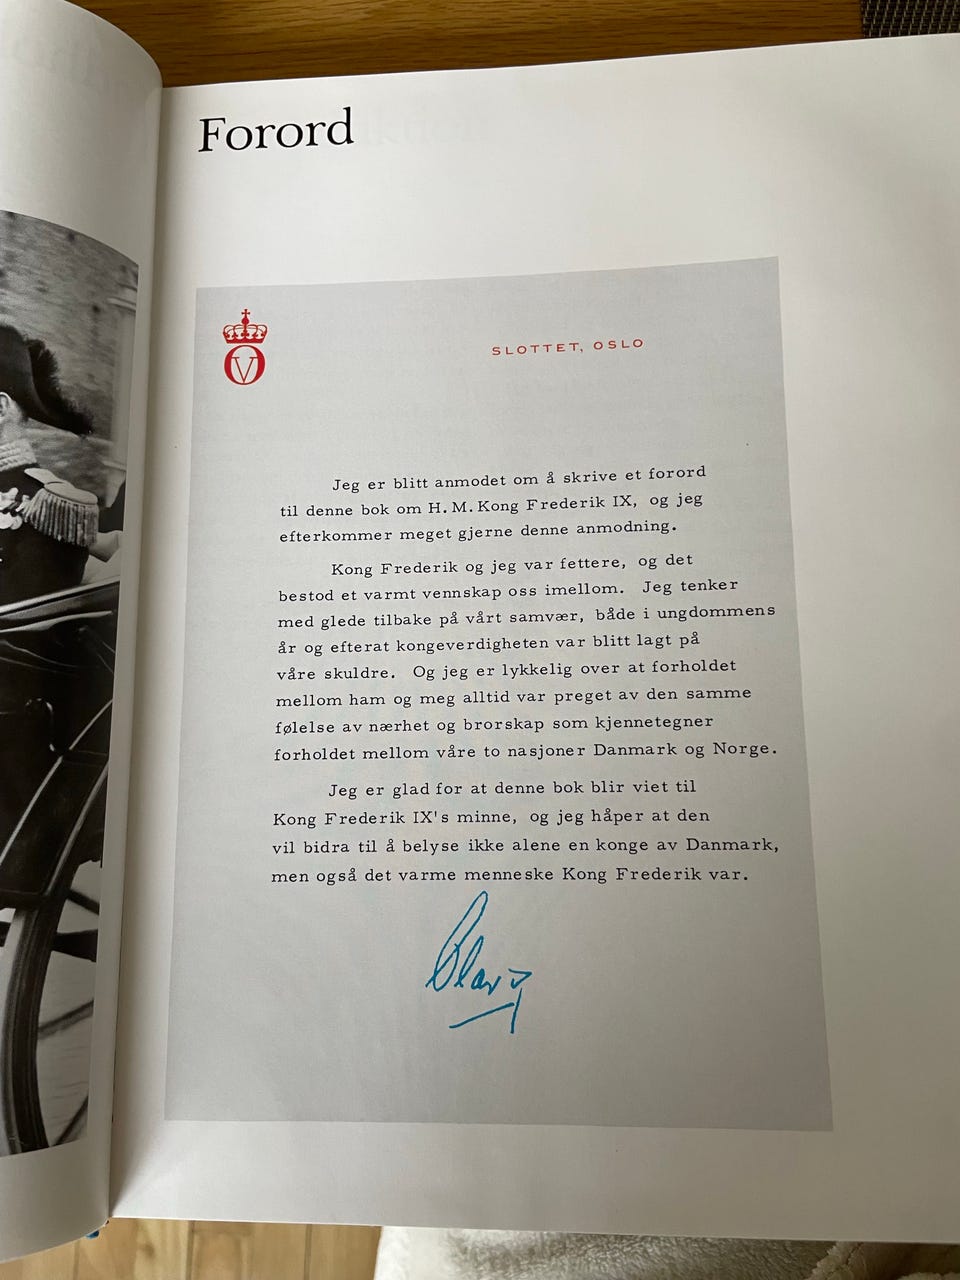 Forord
SLOTTET, OSLO
Jeg er blitt anmodet om å skrive et forord
til denne bok om H.M.Kong Frederik IX, og jeg
efterkommer meget gjerne denne anmodning.
Kong Frederik og jeg var fettere, og det
bestod et varmt vennskap oss imellom. Jeg tenker
med glede tilbake på vårt samvær, både i ungdommens
år og efterat kongeverdigheten var blitt lagt på
våre skuldre. Og jeg er lykkelig over at forholdet
mellom ham og meg alltid var preget av den samme
følelse av nærhet og brorskap som kjennetegner
forholdet mellom våre to nasjoner Danmark og Norge.
Jeg er glad for at denne bok blir viet til
Kong Frederik IX's minne, og jeg håper at den
vil bidra til å belyse ikke alene en konge av Danmark,
men også det varme menneske Kong Frederik var.
Olav R